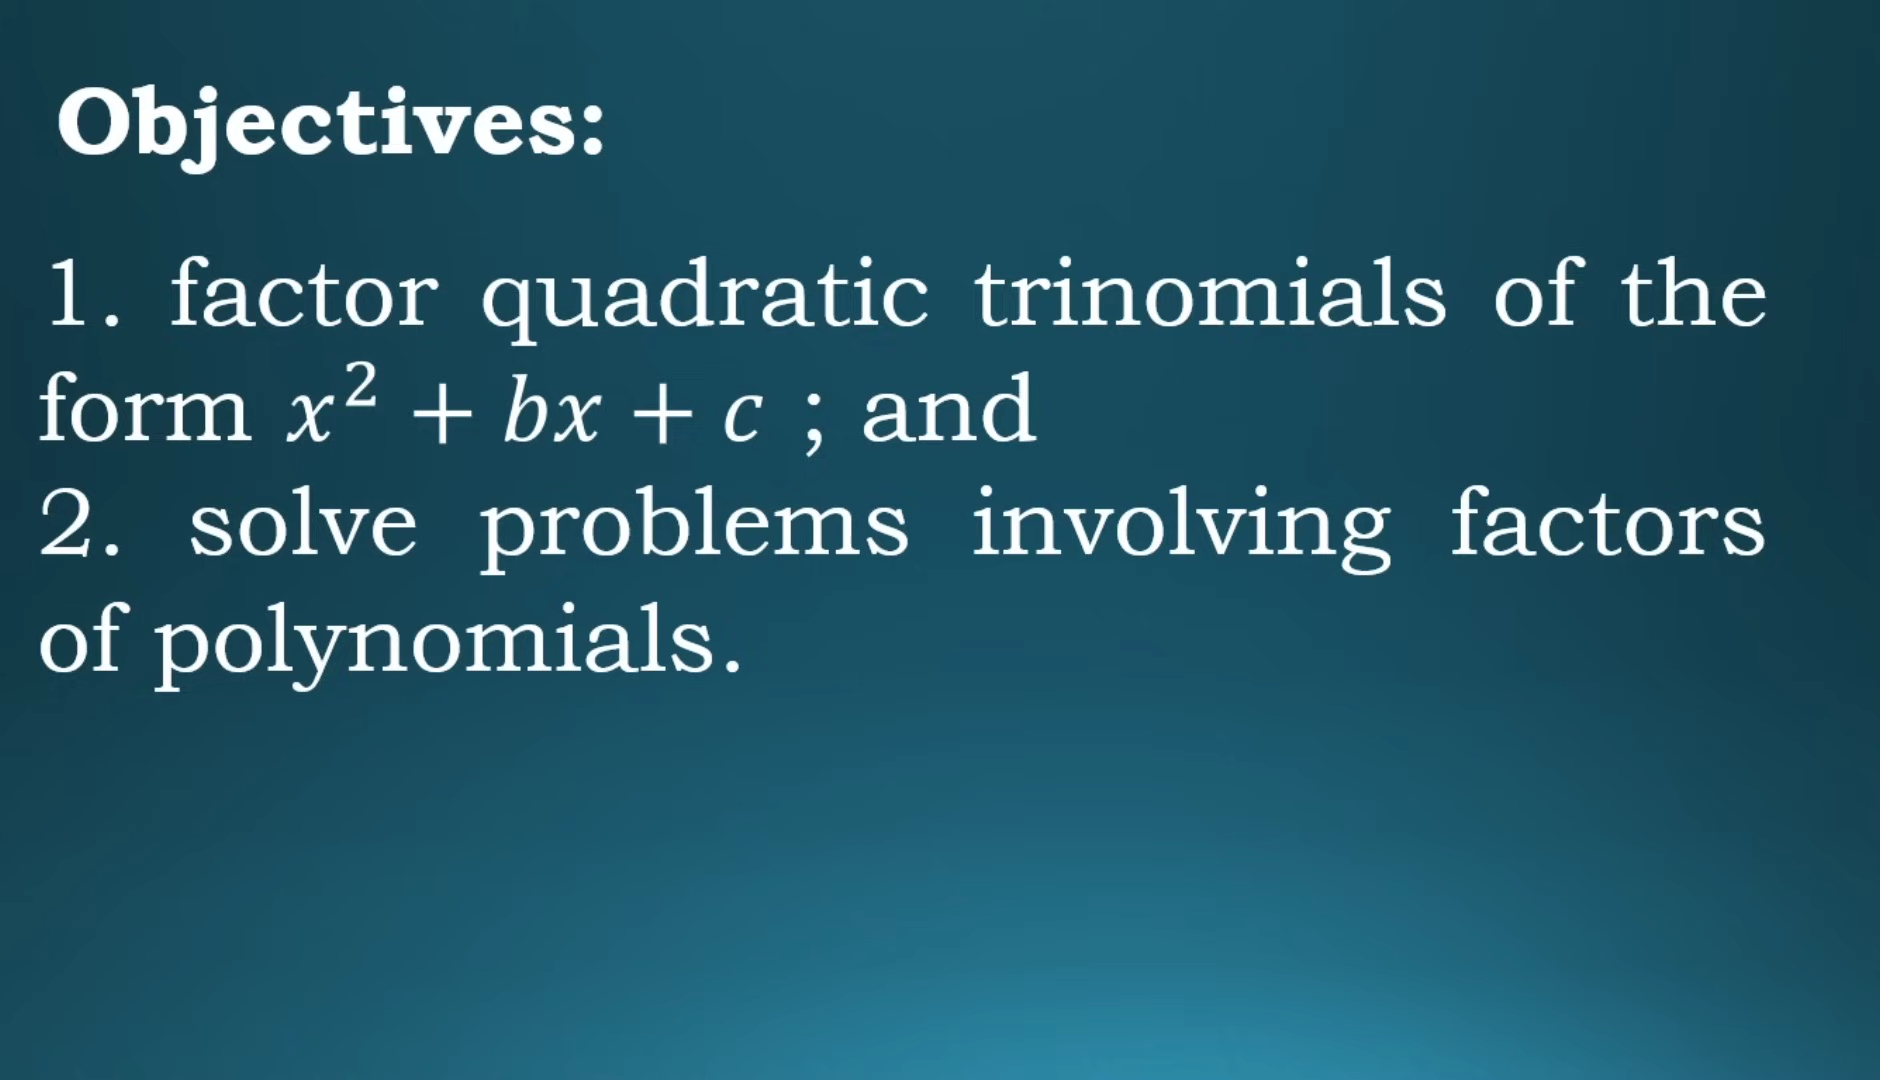 Objectives:
1. factor quadratic trinomials of the
form x² + bx + c ; and
2. solve problems involving factors
of polynomials.